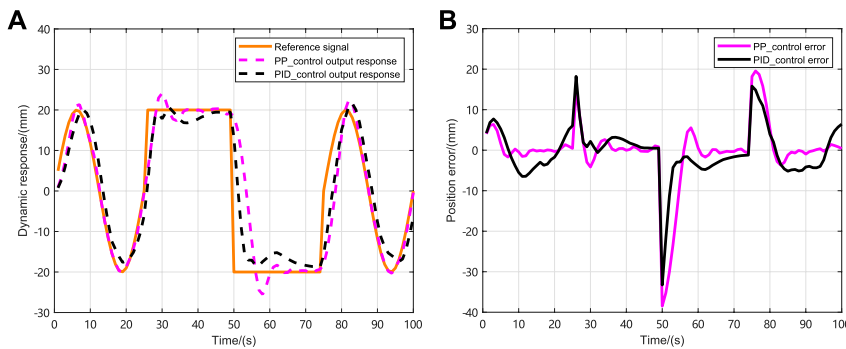 A
Dynamic response/(mm)
40
30
20
10
0
-10
-20
-30
0 10 20 30 40 50 60 70 80 90 100
Time/(s)
Reference signal
PP_control output response
PID_control output response
B
Position error/(mm)
30
20
10
0
-10
-20
-30
-40
0 10 20 30 40 50 60 70 80 90 100
Time/(s)
PP_control error
PID_control error